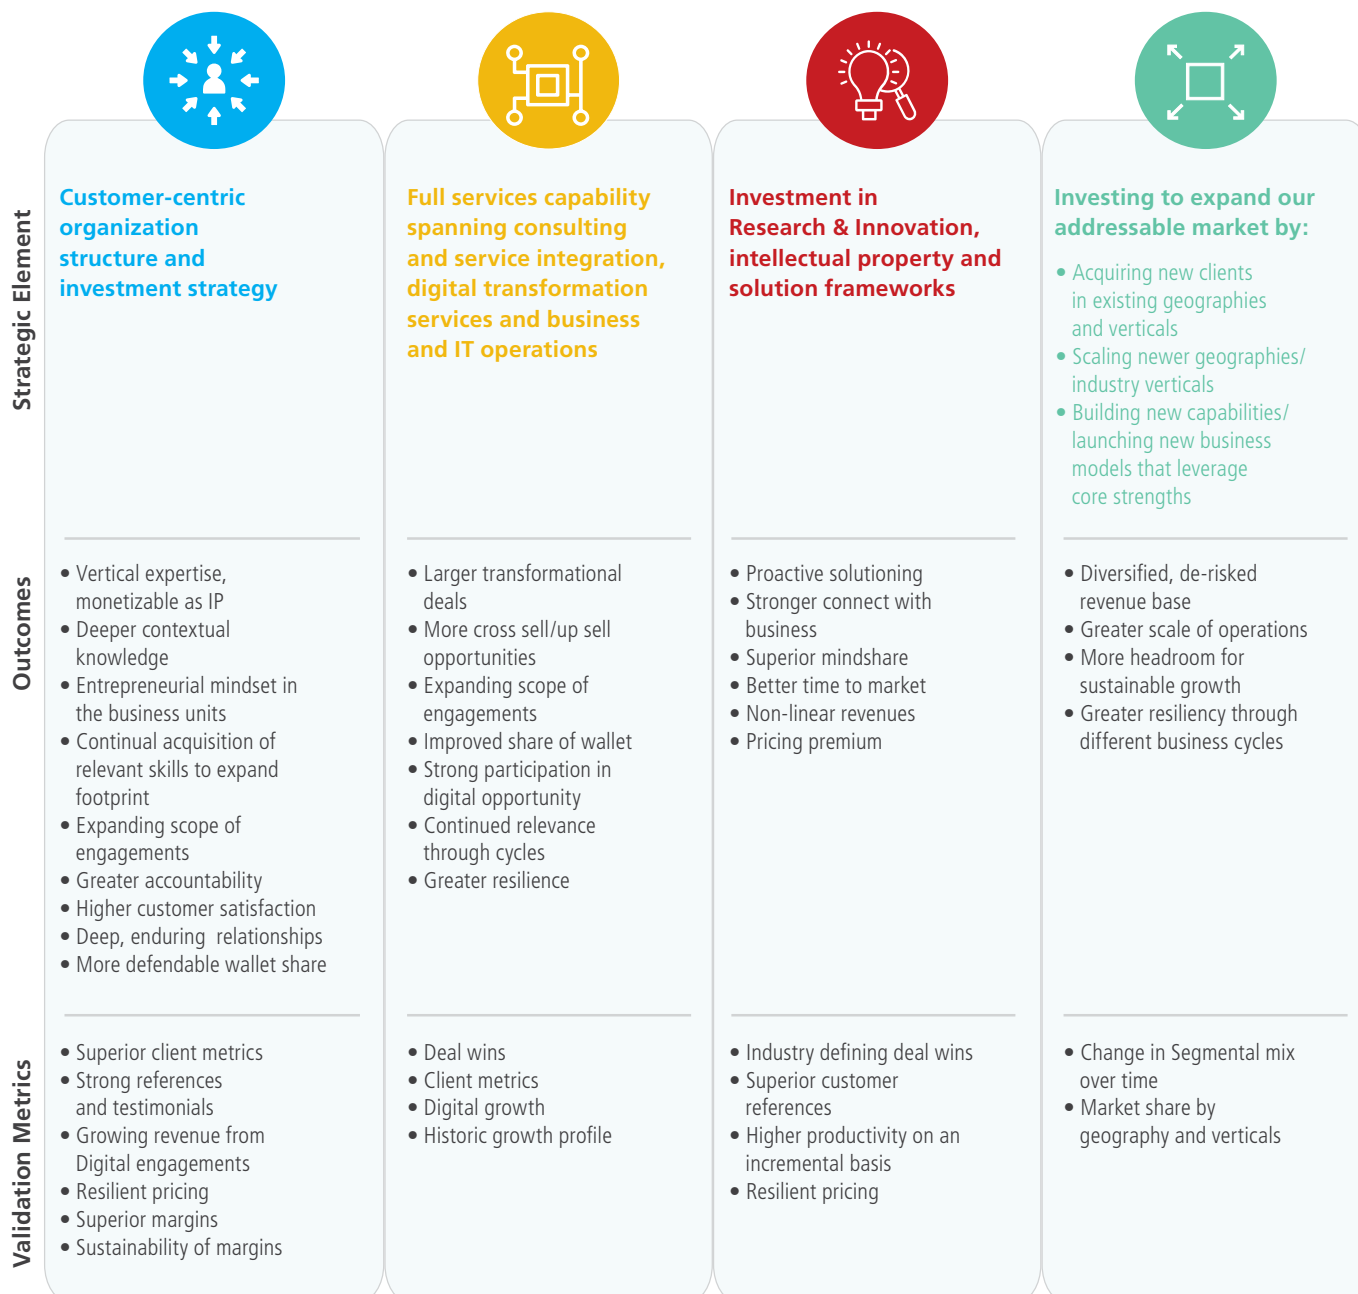 Strategic Element
Customer-centric
organization
structure and
investment strategy
Full services capability
spanning consulting
and service integration,
digital transformation
services and business
and IT operations
Investment in
Research & Innovation,
intellectual property and
solution frameworks
Investing to expand our
addressable market by:
• Acquiring new clients
in existing geographies
and verticals
• Scaling newer geographies/
industry verticals
• Building new capabilities/
launching new business
models that leverage
core strengths
Outcomes
• Vertical expertise,
monetizable as IP
• Deeper contextual
knowledge
• Entrepreneurial mindset in
the business units
• Continual acquisition of
relevant skills to expand
footprint
• Expanding scope of
engagements
• Greater accountability
• Higher customer satisfaction
• Deep, enduring relationships
• More defendable wallet share
• Larger transformational
deals
• More cross sell/up sell
opportunities
• Expanding scope of
engagements
• Improved share of wallet
• Strong participation in
digital opportunity
• Continued relevance
through cycles
• Greater resilience
• Proactive solutioning
• Stronger connect with
business
• Superior mindshare
• Better time to market
• Non-linear revenues
• Pricing premium
• Diversified, de-risked
revenue base
• Greater scale of operations
• More headroom for
sustainable growth
• Greater resiliency through
different business cycles
Validation Metrics
• Superior client metrics
• Strong references
and testimonials
• Growing revenue from
Digital engagements
• Resilient pricing
• Superior margins
• Sustainability of margins
• Deal wins
• Client metrics
• Digital growth
• Historic growth profile
• Industry defining deal wins
• Superior customer
references
• Higher productivity on an
incremental basis
• Resilient pricing
• Change in Segmental mix
over time
• Market share by
geography and verticals